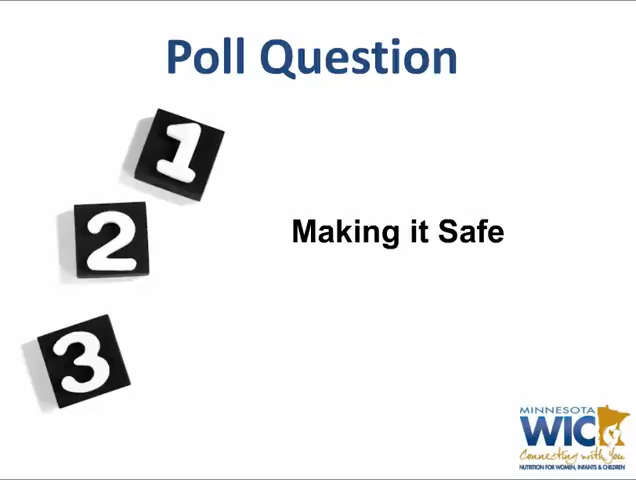 Poll Question
1
2
Making it Safe
3
MINNESOTA
WIC
Connecting with You
NUTRITION FOR WOMEN, INFANTS & CHILDREN